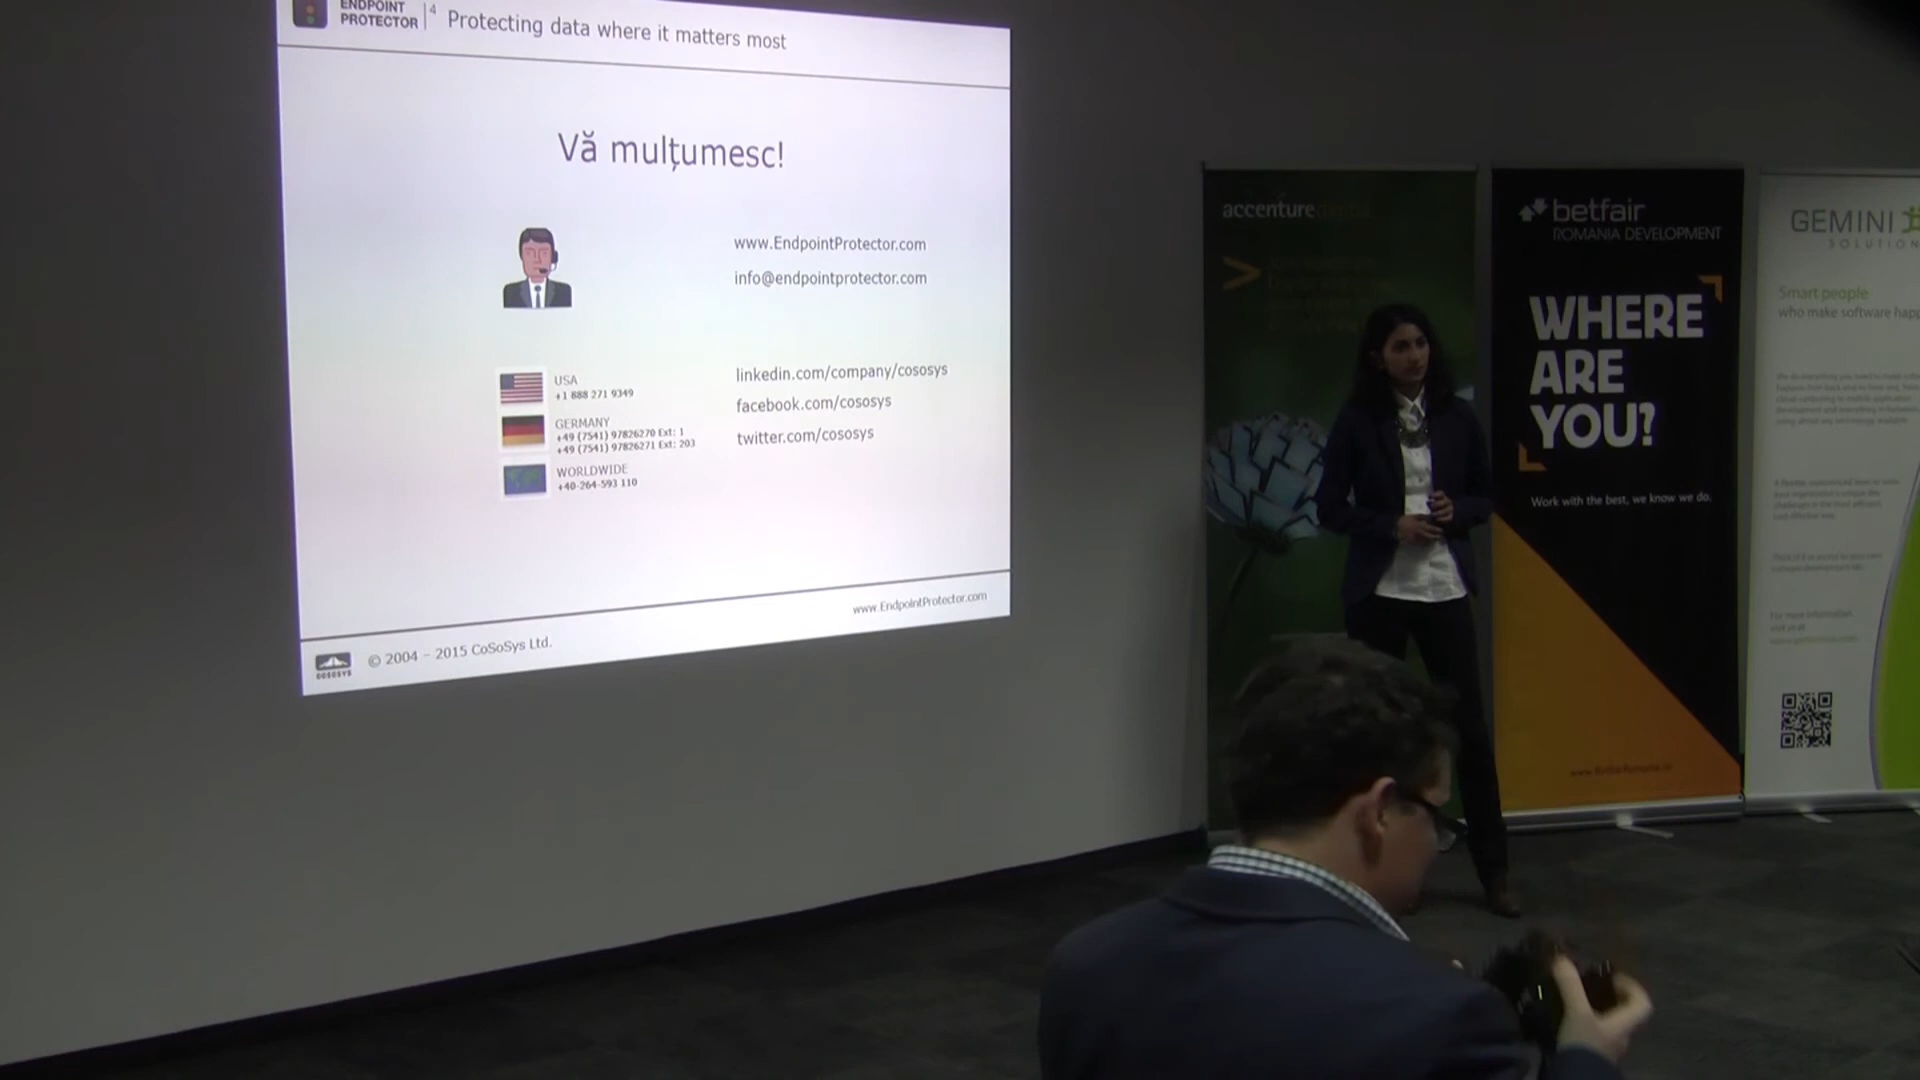 ENDPOINT
PROTECTOR 4 Protecting data where it matters most
Vă mulțumesc!
www.EndpointProtector.com
info@endpointprotector.com
USA
+1 888 271 9349
GERMANY
+49 (7541) 97826270 Ext: 1
+49 (7541) 97826271 Ext: 203
WORLDWIDE
+40-264-593 110
linkedin.com/company/cososys
facebook.com/cososys
twitter.com/cososys
www.EndpointProtector.com
COSOSYS
© 2004 – 2015 CoSoSys Ltd.
accenture
betfair
ROMANIA DEVELOPMENT
WHERE
ARE
YOU?
Work with the best, we know we do.
GEMINI
SOLUTION
Smart people
who make software happ